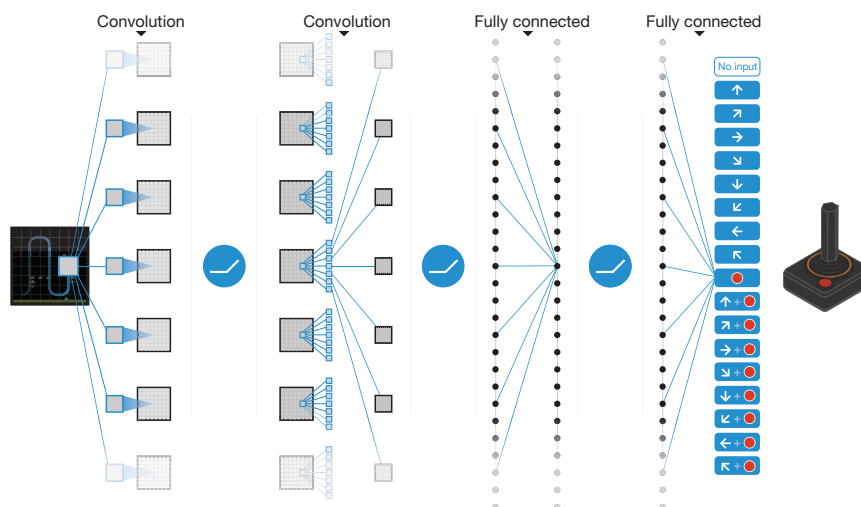 Convolution
Convolution
Fully connected
Fully connected
No input
+
+
+
+
+
+
+
+